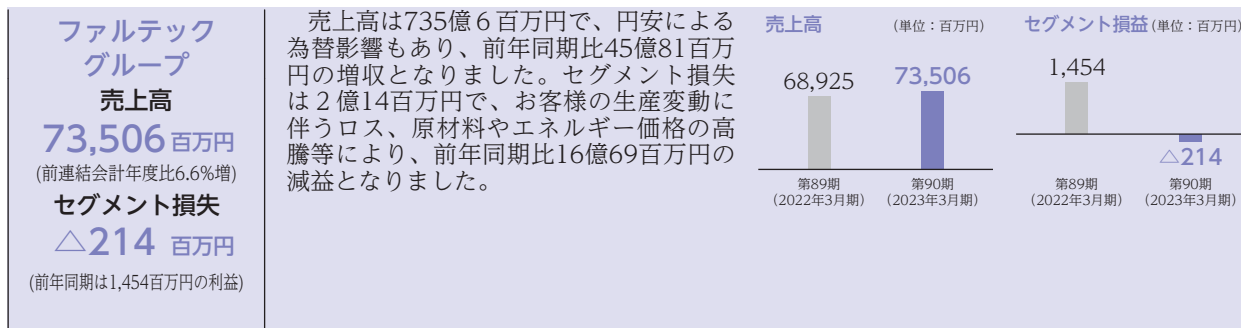 ファルテック
グループ
売上高
73,506 百万円
(前連結会計年度比6.6%増)
セグメント損失
△214 百万円
(前年同期は1,454百万円の利益)
売上高は735億６百万円で、円安による
為替影響もあり、前年同期比45億81百万
円の増収となりました。セグメント損失
は２億14百万円で、お客様の生産変動に
伴うロス、原材料やエネルギー価格の高
騰等により、前年同期比16億69百万円の
減益となりました。
売上高 (単位：百万円)
68,925 73,506
第89期 第90期
(2022年3月期) (2023年3月期)
セグメント損益 (単位：百万円)
1,454
△214
第89期 第90期
(2022年3月期) (2023年3月期)